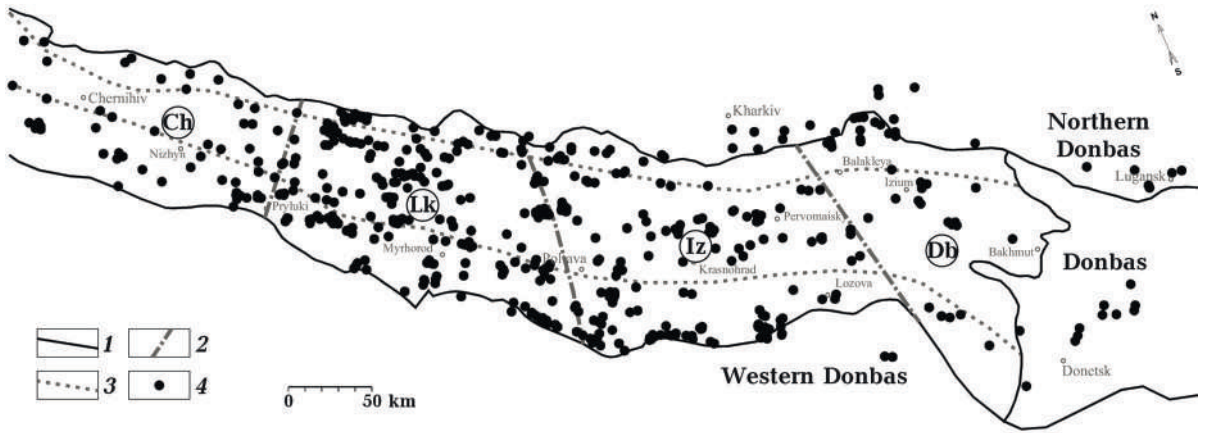 N
S
Chernihiv
Ch
Nizhyn
Kharkiv
Northern
Donbas
Balakleya
Izium
Lugansk
Pryluki
Lk
Pervomaisky
Myrhorod
Iz
Db
Bakhmut
Poltava
Krasnohrad
Donbas
Lozova
1
2
3
4
0
50 km
Western Donbas
Donetsk